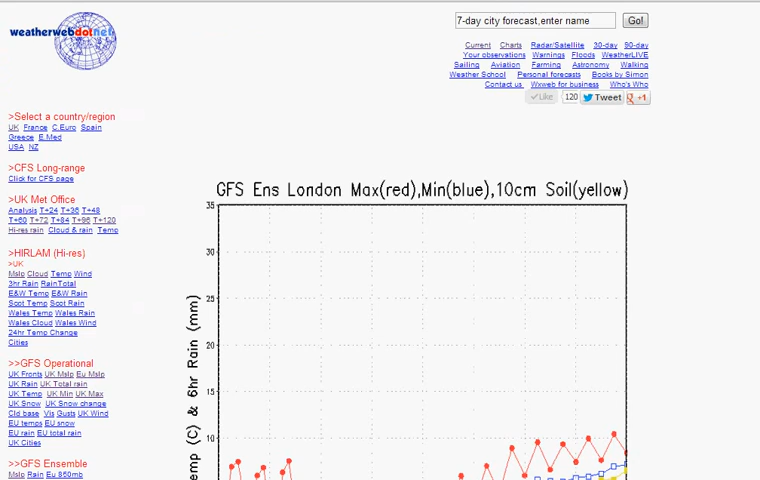 weatherwebdotnet
7-day city forecast,enter name Go!
Current Charts Radar/Satellite 30-day 90-day
Your observations Warnings Floods WeatherLIVE
Sailing Aviation Farming Astronomy Walking
Weather School Personal forecasts Books by Simon
Contact us Wxweb for business Who's Who
Like 120 Tweet +1
>Select a country/region
UK France C.Euro Spain
Greece E.Med
USA NZ
>CFS Long-range
Click for CFS page
>UK Met Office
Analysis T+24 T+36 T+48
T+60 T+72 T+84 T+96 T+120
Hi-res rain Cloud & rain Temp
>HIRLAM (Hi-res)
>UK
Mslp Cloud Temp Wind
3hr Rain RainTotal
E&W Temp E&W Rain
Scot Temp Scot Rain
Wales Temp Wales Rain
Wales Cloud Wales Wind
24hr Temp Change
Cities
>>GFS Operational
UK Fronts UK Mslp Eu Mslp
UK Rain UK Total rain
UK Temp UK Min UK Max
UK Snow UK Snow change
Cld base Vis Gusts UK Wind
EU temps EU snow
EU rain EU total rain
UK Cities
>>GFS Ensemble
Mslp Rain Eu 850mb
GFS Ens London Max(red),Min(blue),10cm Soil(yellow)
35
30
25
20
15
10
Temp (C) & 6hr Rain (mm)